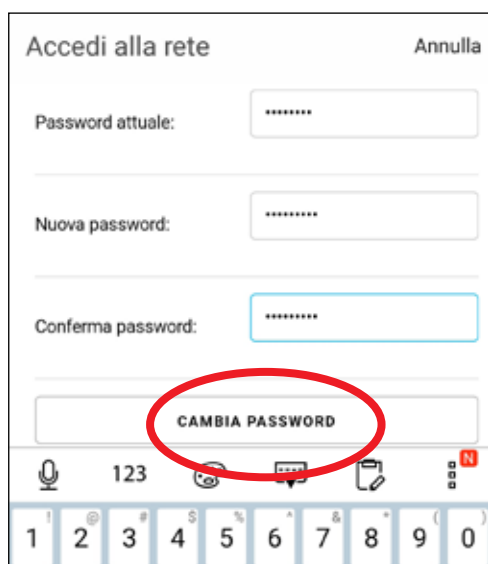 Accedi alla rete Annulla
Password attuale: ••••••••
Nuova password: •••••••••
Conferma password: •••••••••
CAMBIA PASSWORD
123 N
! @ # $ % ^ & * ( )
1 2 3 4 5 6 7 8 9 0